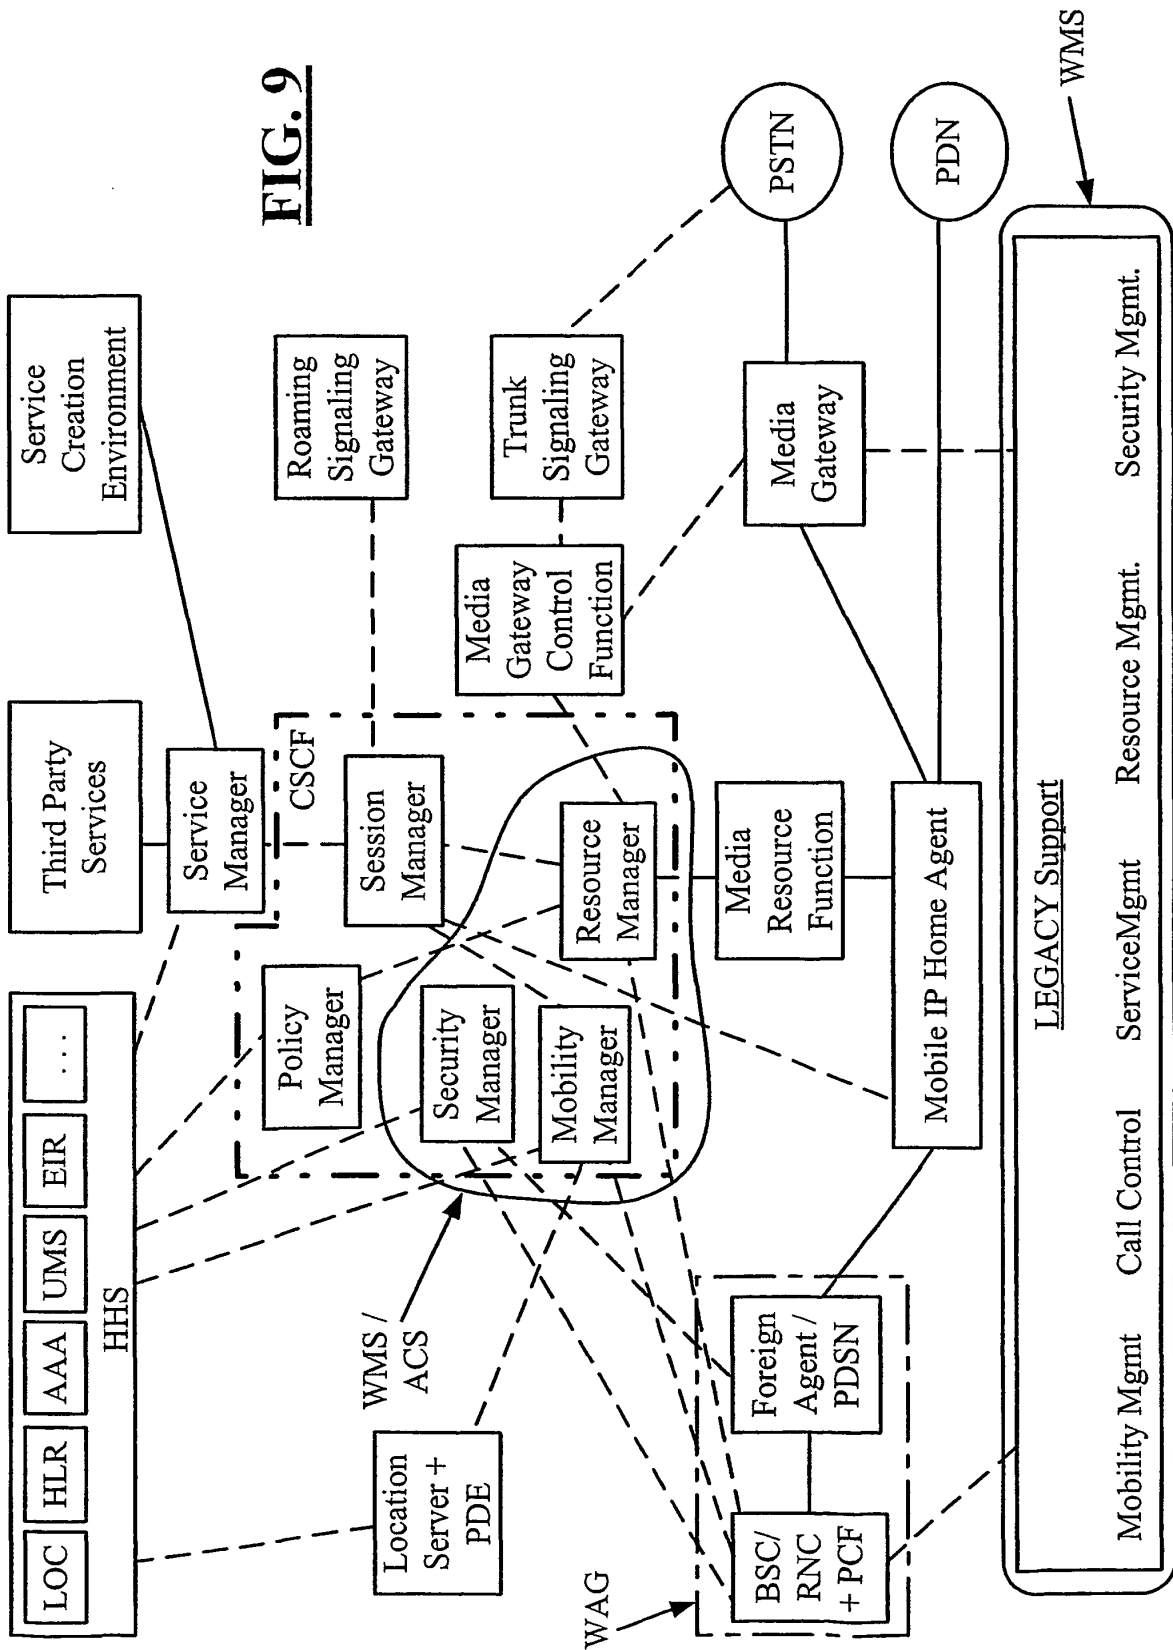 FIG. 9
LOC
HLR
AAA
UMS
EIR
...
HHS
Third Party
Services
Service
Creation
Environment
Service
Manager
CSCF
Policy
Manager
Session
Manager
Roaming
Signaling
Gateway
Location
Server +
PDE
WMS /
ACS
Security
Manager
Mobility
Manager
Resource
Manager
Media
Gateway
Control
Function
Trunk
Signaling
Gateway
WAG
BSC/
RNC
+ PCF
Foreign
Agent /
PDSN
Media
Resource
Function
Media
Gateway
PSTN
Mobile IP Home Agent
PDN
WMS
LEGACY Support
Mobility Mgmt
Call Control
ServiceMgmt
Resource Mgmt.
Security Mgmt.